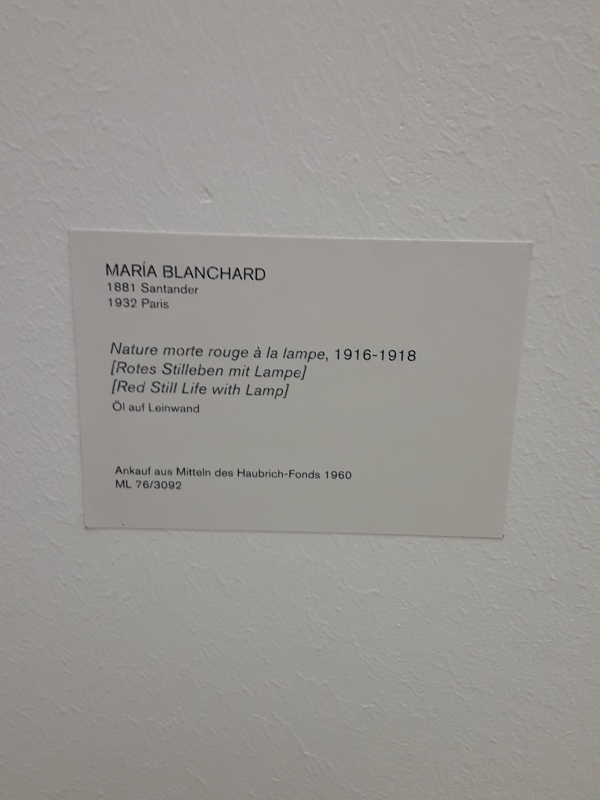 MARÍA BLANCHARD
1881 Santander
1932 Paris
Nature morte rouge à la lampe, 1916-1918
[Rotes Stilleben mit Lampe]
[Red Still Life with Lamp]
Öl auf Leinwand
Ankauf aus Mitteln des Haubrich-Fonds 1960
ML 76/3092